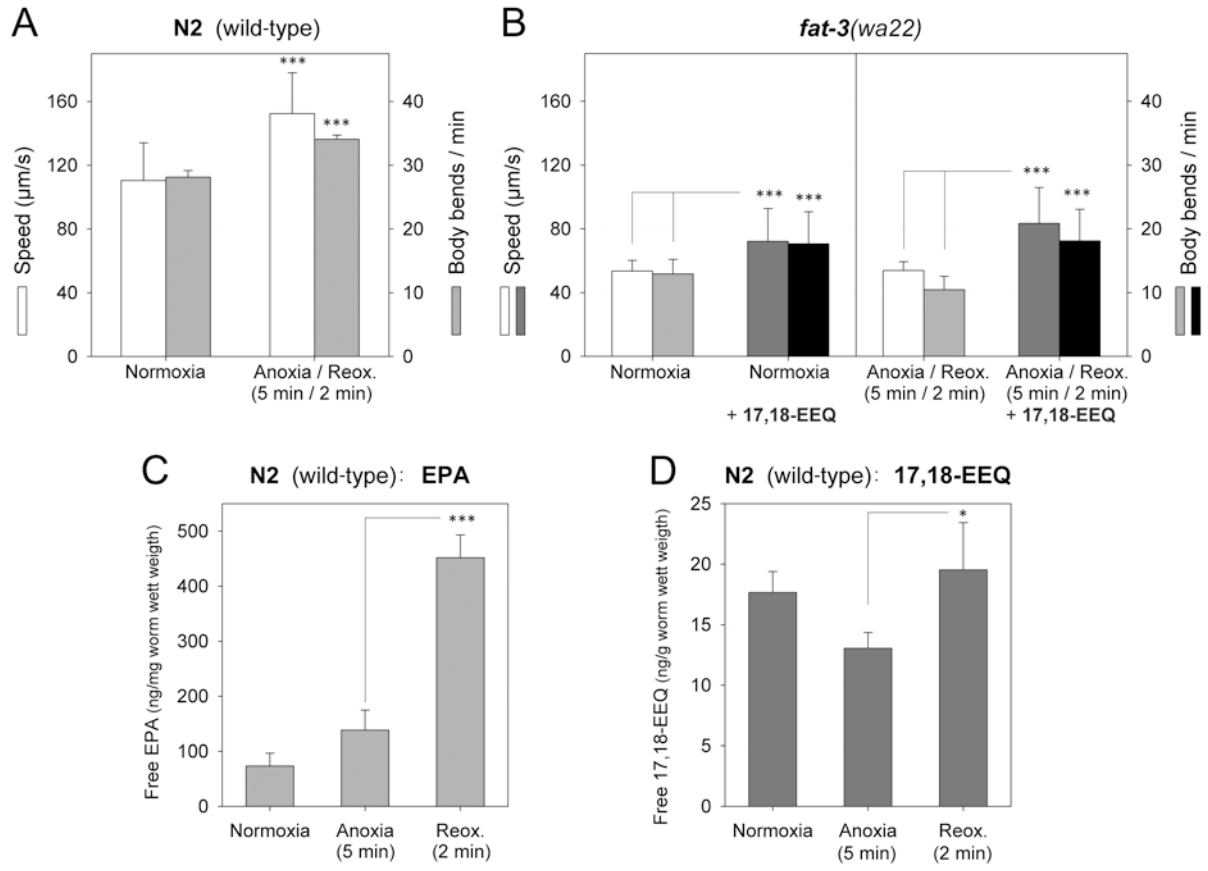 A
N2 (wild-type)
Speed (µm/s)
160
120
80
40
0
***
***
40
30
20
10
0
Body bends / min
Normoxia
Anoxia / Reox.
(5 min / 2 min)
B
fat-3(wa22)
Speed (µm/s)
160
120
80
40
0
***
***
***
***
40
30
20
10
0
Body bends / min
Normoxia
Normoxia
+ 17,18-EEQ
Anoxia / Reox.
(5 min / 2 min)
Anoxia / Reox.
(5 min / 2 min)
+ 17,18-EEQ
C
N2 (wild-type): EPA
Free EPA (ng/mg worm wett weigth)
500
400
300
200
100
0
***
Normoxia
Anoxia
(5 min)
Reox.
(2 min)
D
N2 (wild-type): 17,18-EEQ
Free 17,18-EEQ (ng/g worm wett weigth)
25
20
15
10
5
0
*
Normoxia
Anoxia
(5 min)
Reox.
(2 min)